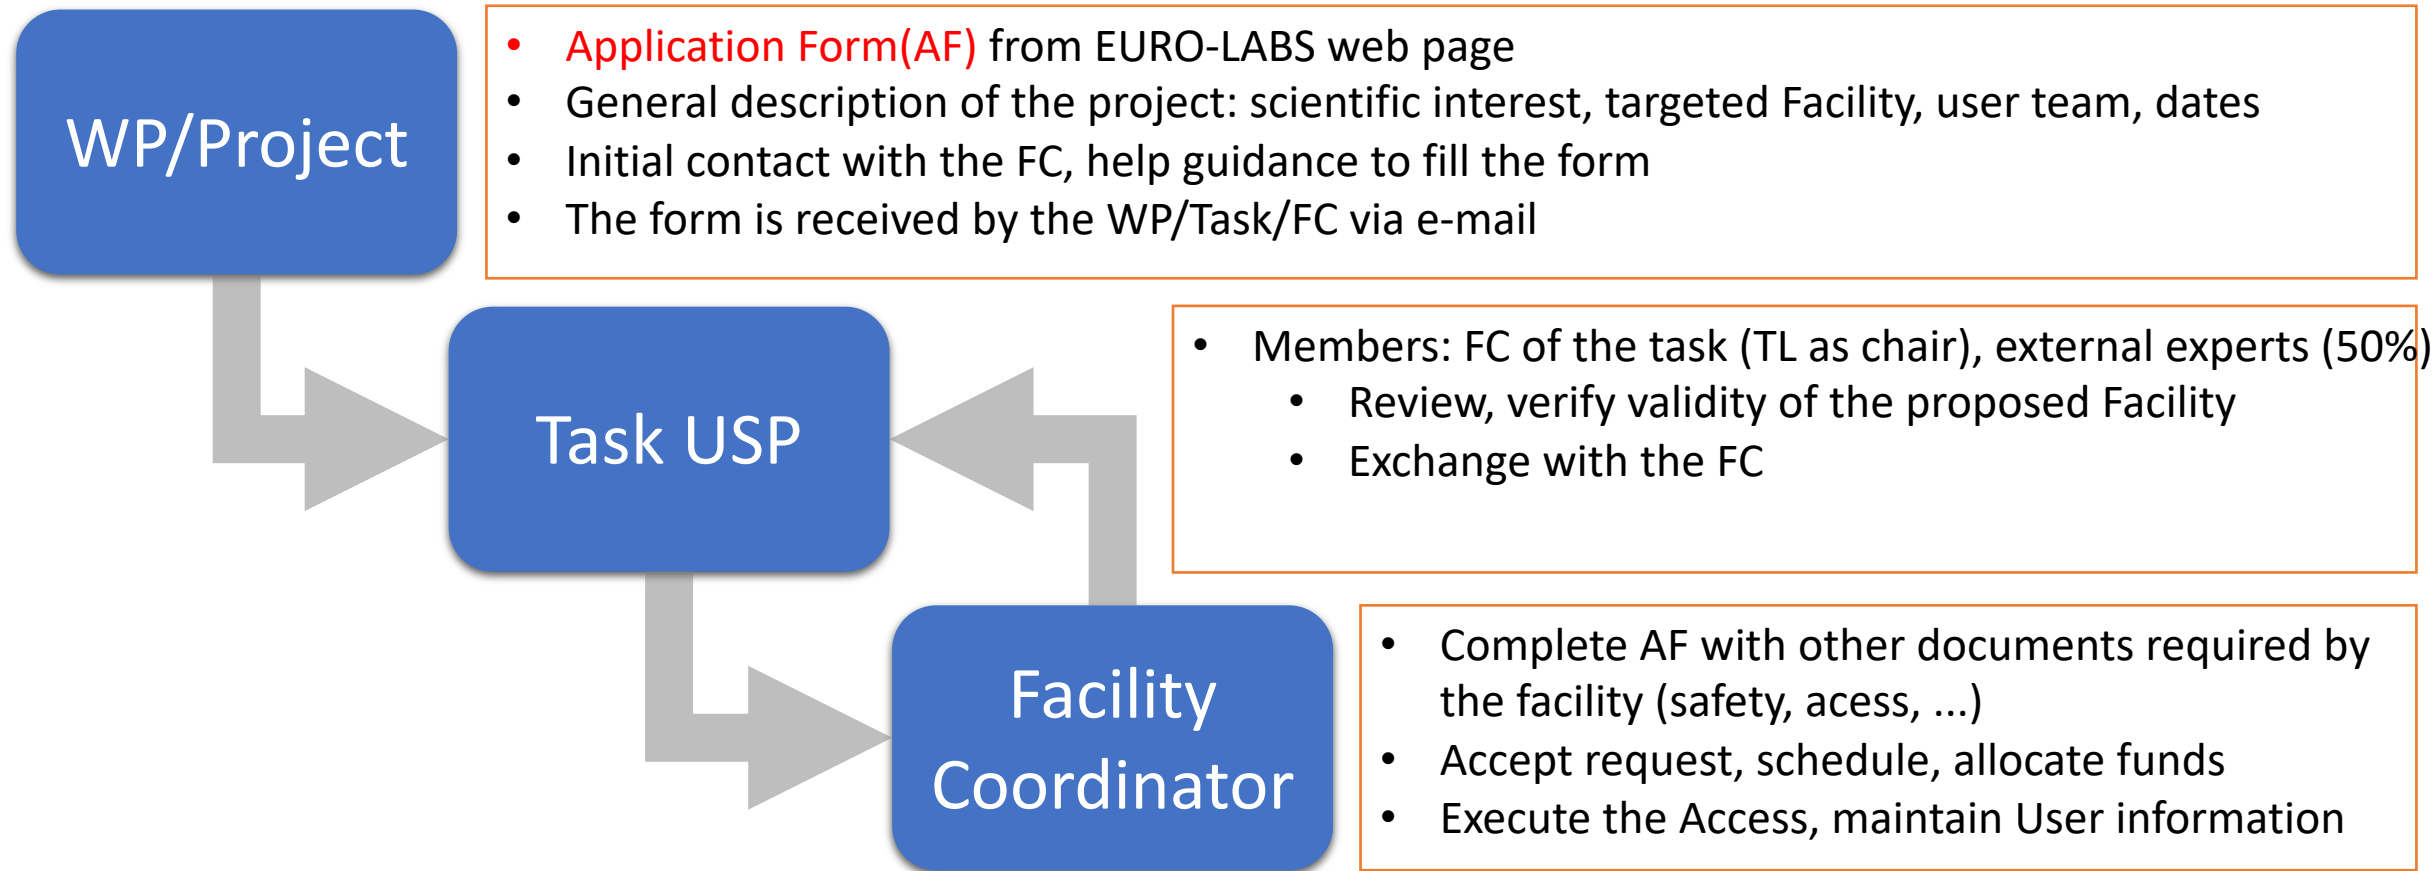 WP/Project
• Application Form(AF) from EURO-LABS web page
• General description of the project: scientific interest, targeted Facility, user team, dates
• Initial contact with the FC, help guidance to fill the form
• The form is received by the WP/Task/FC via e-mail
Task USP
• Members: FC of the task (TL as chair), external experts (50%)
• Review, verify validity of the proposed Facility
• Exchange with the FC
Facility
Coordinator
• Complete AF with other documents required by
the facility (safety, acess, ...)
• Accept request, schedule, allocate funds
• Execute the Access, maintain User information